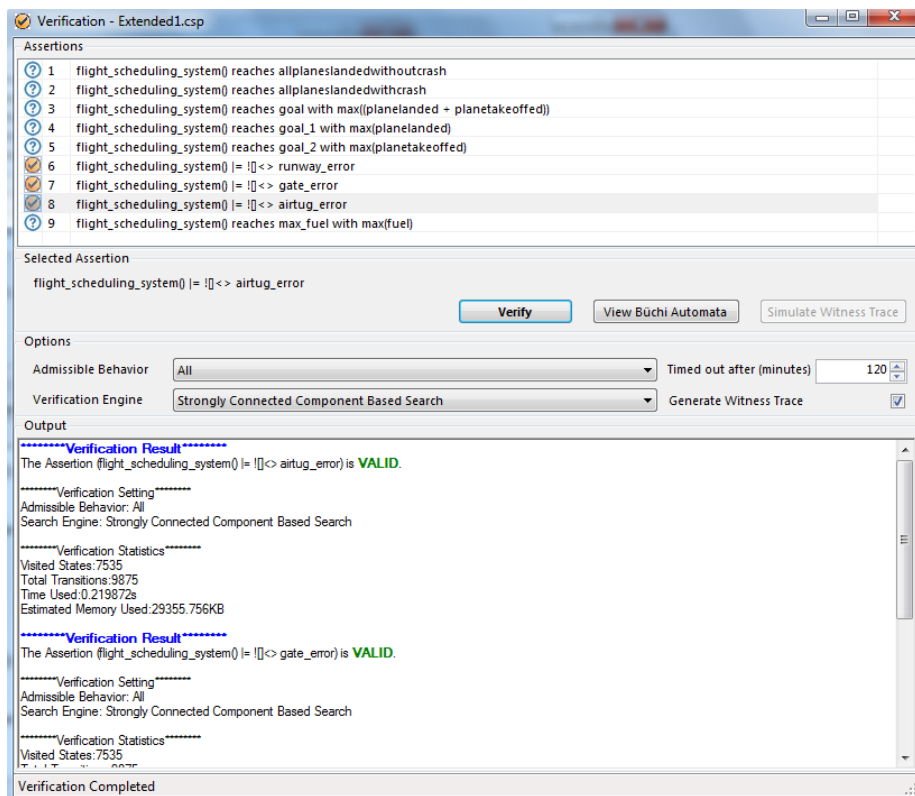 Verification - Extended1.csp
Assertions
1 flight_scheduling_system() reaches allplaneslandedwithoutcrash
2 flight_scheduling_system() reaches allplaneslandedwithcrash
3 flight_scheduling_system() reaches goal with max((planelanded + planetakeoffed))
4 flight_scheduling_system() reaches goal_1 with max(planelanded)
5 flight_scheduling_system() reaches goal_2 with max(planetakeoffed)
6 flight_scheduling_system() |= ![]<> runway_error
7 flight_scheduling_system() |= ![]<> gate_error
8 flight_scheduling_system() |= ![]<> airtug_error
9 flight_scheduling_system() reaches max_fuel with max(fuel)
Selected Assertion
flight_scheduling_system() |= ![]<> airtug_error
Verify View Büchi Automata Simulate Witness Trace
Options
Admissible Behavior All Timed out after (minutes) 120
Verification Engine Strongly Connected Component Based Search Generate Witness Trace
Output
********Verification Result********
The Assertion (flight_scheduling_system() |= ![]<> airtug_error) is VALID.
********Verification Setting********
Admissible Behavior: All
Search Engine: Strongly Connected Component Based Search
********Verification Statistics********
Visited States:7535
Total Transitions:9875
Time Used:0.219872s
Estimated Memory Used:29355.756KB
********Verification Result********
The Assertion (flight_scheduling_system() |= ![]<> gate_error) is VALID.
********Verification Setting********
Admissible Behavior: All
Search Engine: Strongly Connected Component Based Search
********Verification Statistics********
Visited States:7535
Verification Completed